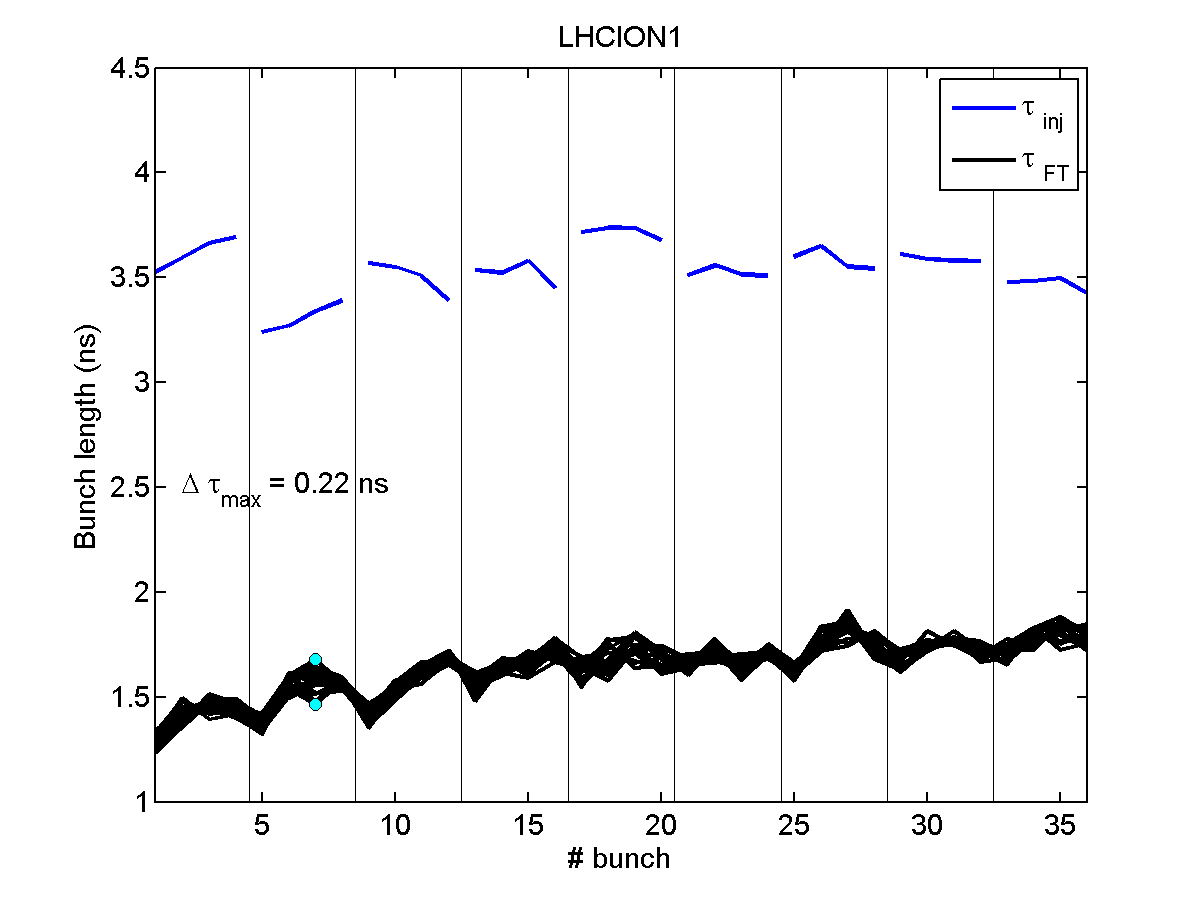 LHCION1
4.5
4
3.5
3
2.5
2
1.5
1
Bunch length (ns)
τ inj
τ FT
Δ τmax = 0.22 ns
5 10 15 20 25 30 35
# bunch